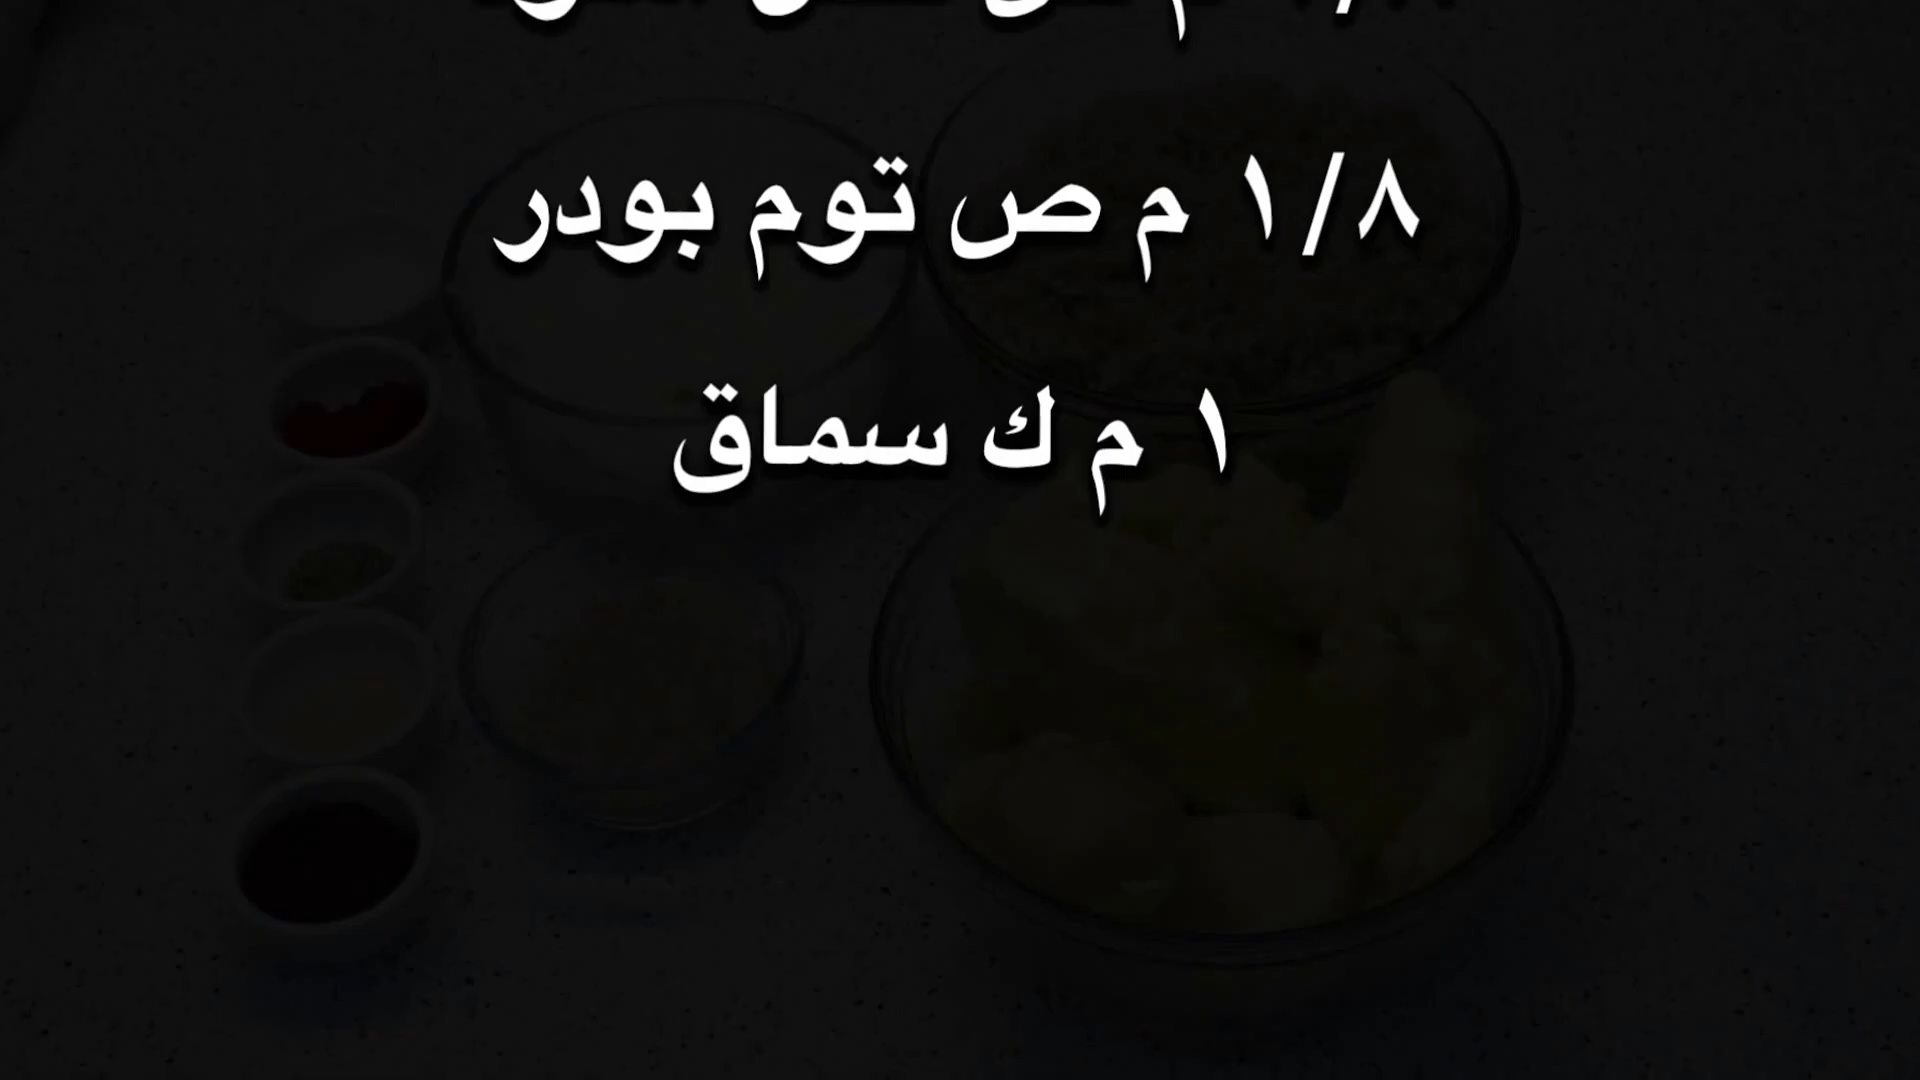 ١/٨ م ص توم بودر
١ م ك سماق